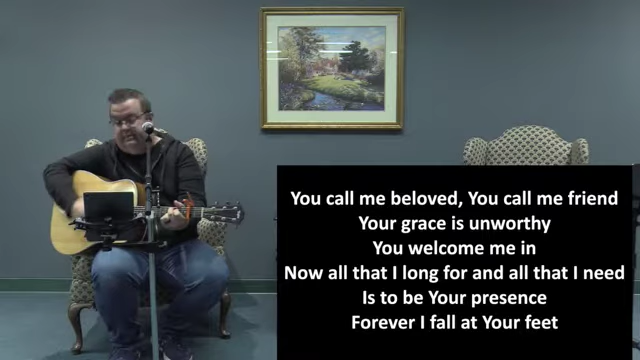 You call me beloved, You call me friend
Your grace is unworthy
You welcome me in
Now all that I long for and all that I need
Is to be Your presence
Forever I fall at Your feet